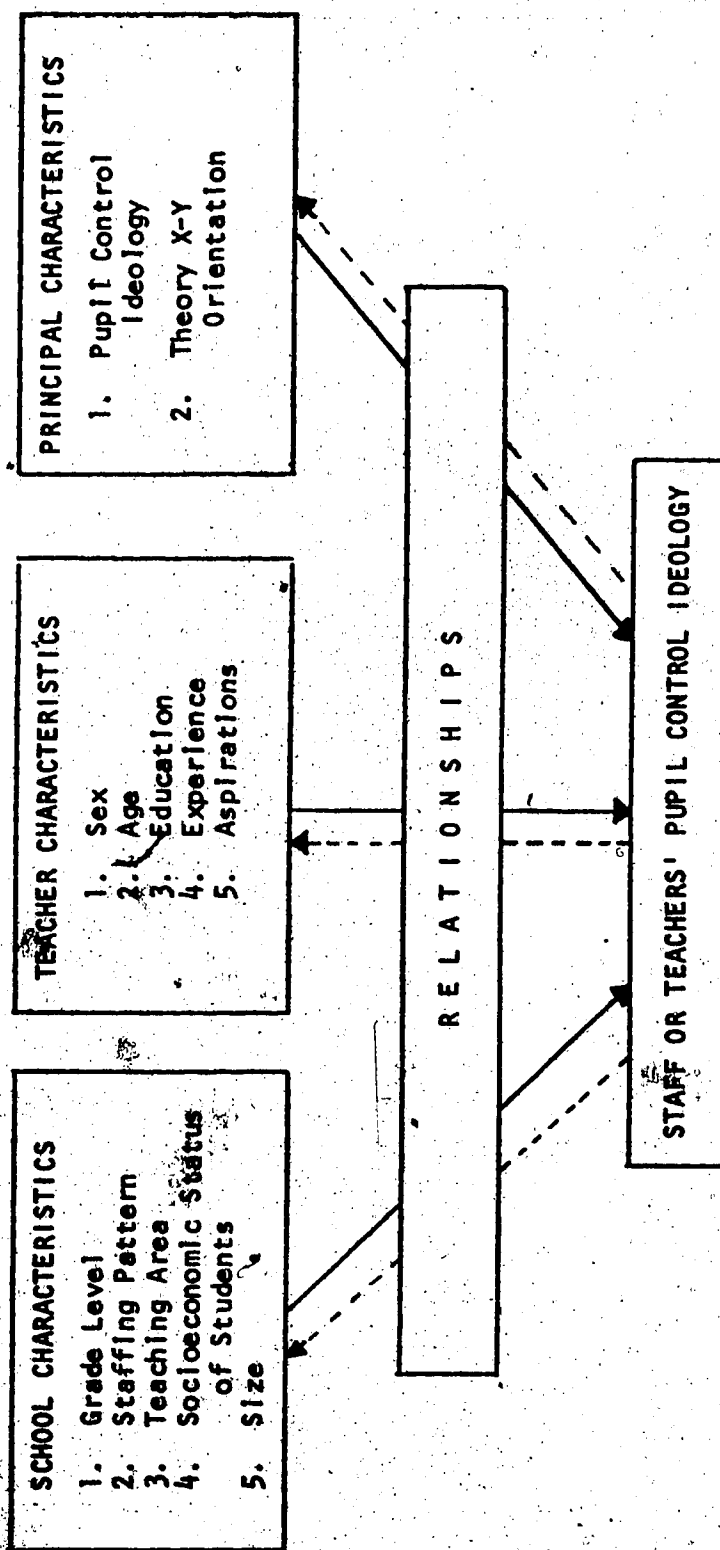 SCHOOL CHARACTERISTICS
1. Grade Level
2. Staffing Pattern
3. Teaching Area
4. Socioeconomic Status
of Students
5. Size
TEACHER CHARACTERISTICS
1. Sex
2. Age
3. Education
4. Experience
5. Aspirations
PRINCIPAL CHARACTERISTICS
1. Pupil Control
Ideology
2. Theory X-Y
Orientation
RELATIONSHIPS
STAFF OR TEACHERS' PUPIL CONTROL IDEOLOGY